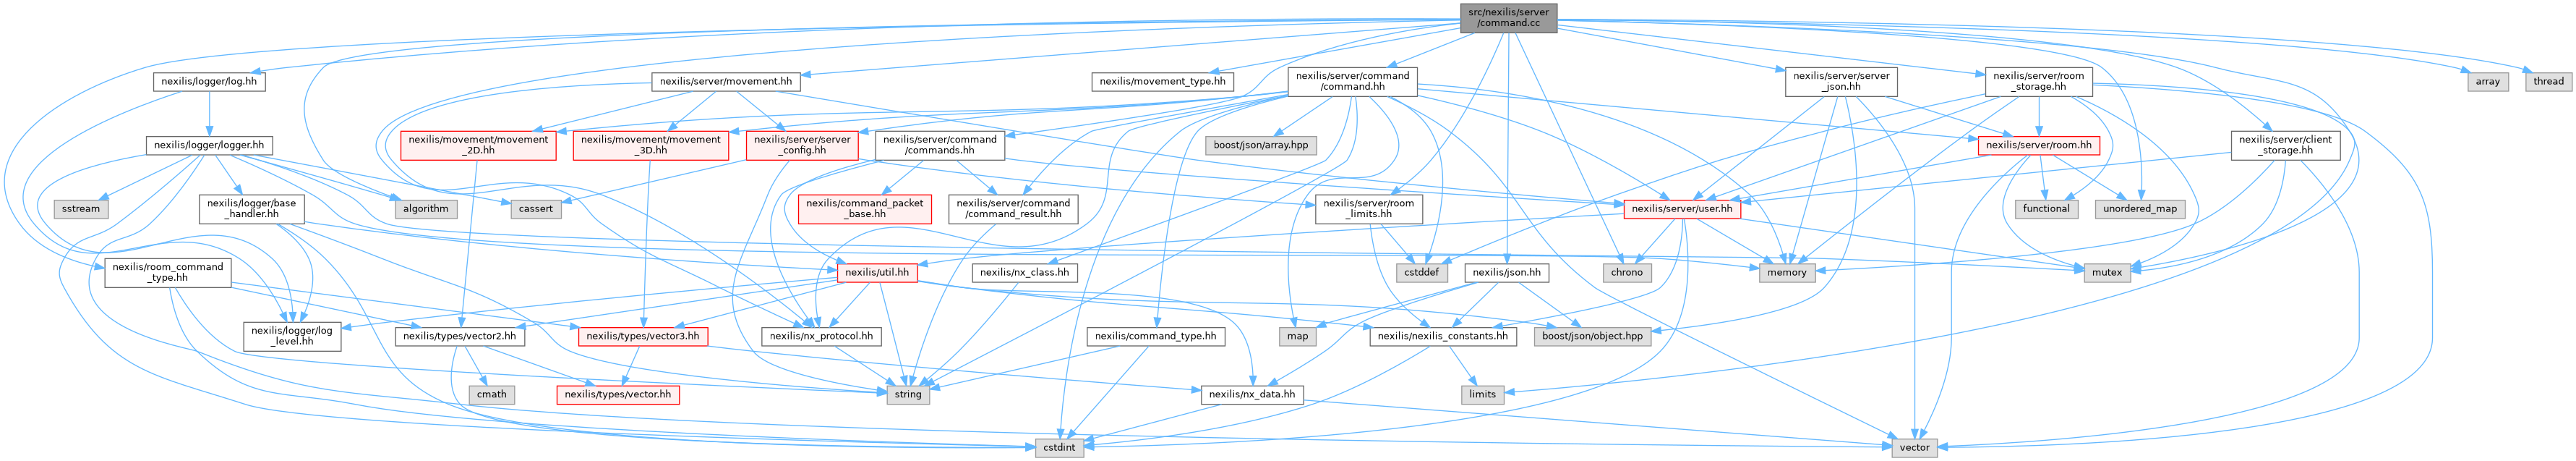 src/nexilis/server
/command.cc
nexilis/logger/log.hh
nexilis/server/movement.hh
nexilis/movement_type.hh
nexilis/server/command
/command.hh
nexilis/server/server
_json.hh
nexilis/server/room
_storage.hh
array
thread
nexilis/logger/logger.hh
nexilis/movement/movement
_2D.hh
nexilis/movement/movement
_3D.hh
nexilis/server/server
_config.hh
nexilis/server/command
/commands.hh
boost/json/array.hpp
nexilis/server/room.hh
nexilis/server/client
_storage.hh
sstream
nexilis/logger/base
_handler.hh
algorithm
cassert
nexilis/command_packet
_base.hh
nexilis/server/command
/command_result.hh
nexilis/server/room
_limits.hh
nexilis/server/user.hh
functional
unordered_map
nexilis/room_command
_type.hh
nexilis/util.hh
nexilis/nx_class.hh
cstddef
nexilis/json.hh
chrono
memory
mutex
nexilis/logger/log
_level.hh
nexilis/types/vector2.hh
nexilis/types/vector3.hh
nexilis/nx_protocol.hh
nexilis/command_type.hh
map
nexilis/nexilis_constants.hh
boost/json/object.hpp
cmath
nexilis/types/vector.hh
string
nexilis/nx_data.hh
limits
cstdint
vector